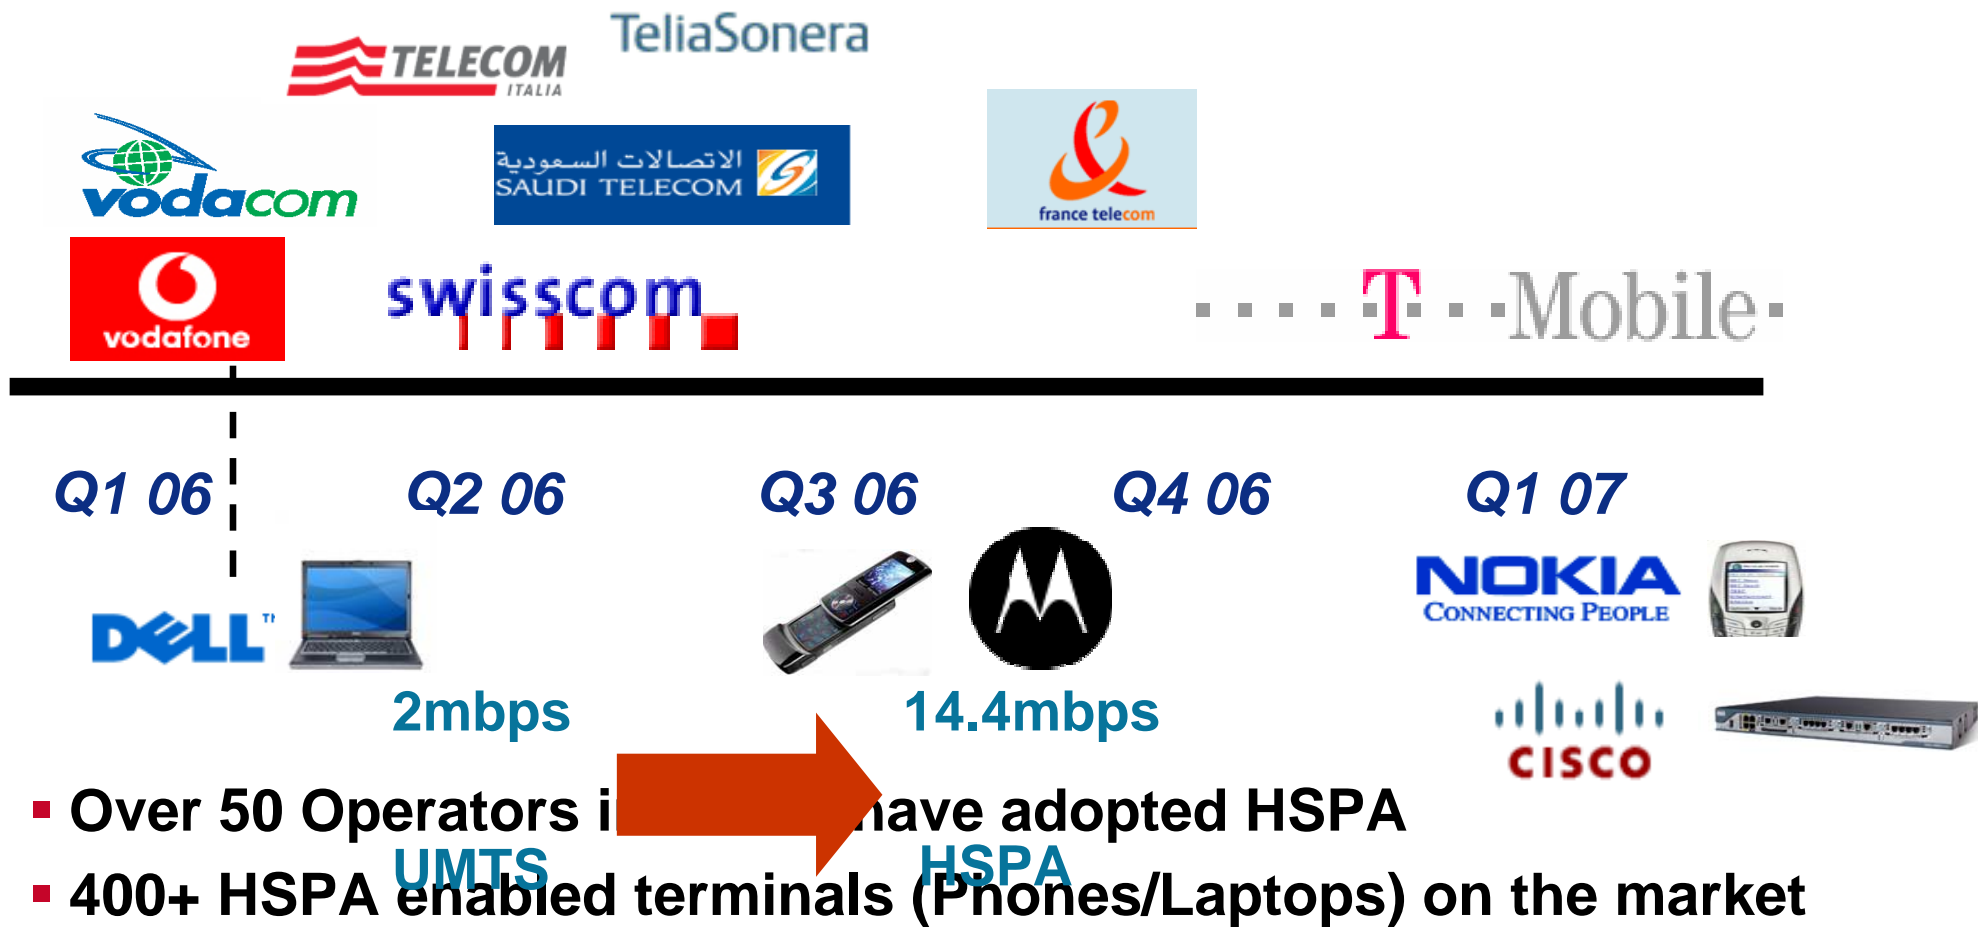 TeliaSonera
TELECOM
ITALIA
vodacom
الاتصالات السعودية
SAUDI TELECOM
france telecom
vodafone
swisscom
T Mobile
Q1 06
Q2 06
Q3 06
Q4 06
Q1 07
DELL
NOKIA
CONNECTING PEOPLE
2mbps
14.4mbps
CISCO
Over 50 Operators have adopted HSPA
UMTS
HSPA
400+ HSPA enabled terminals (Phones/Laptops) on the market